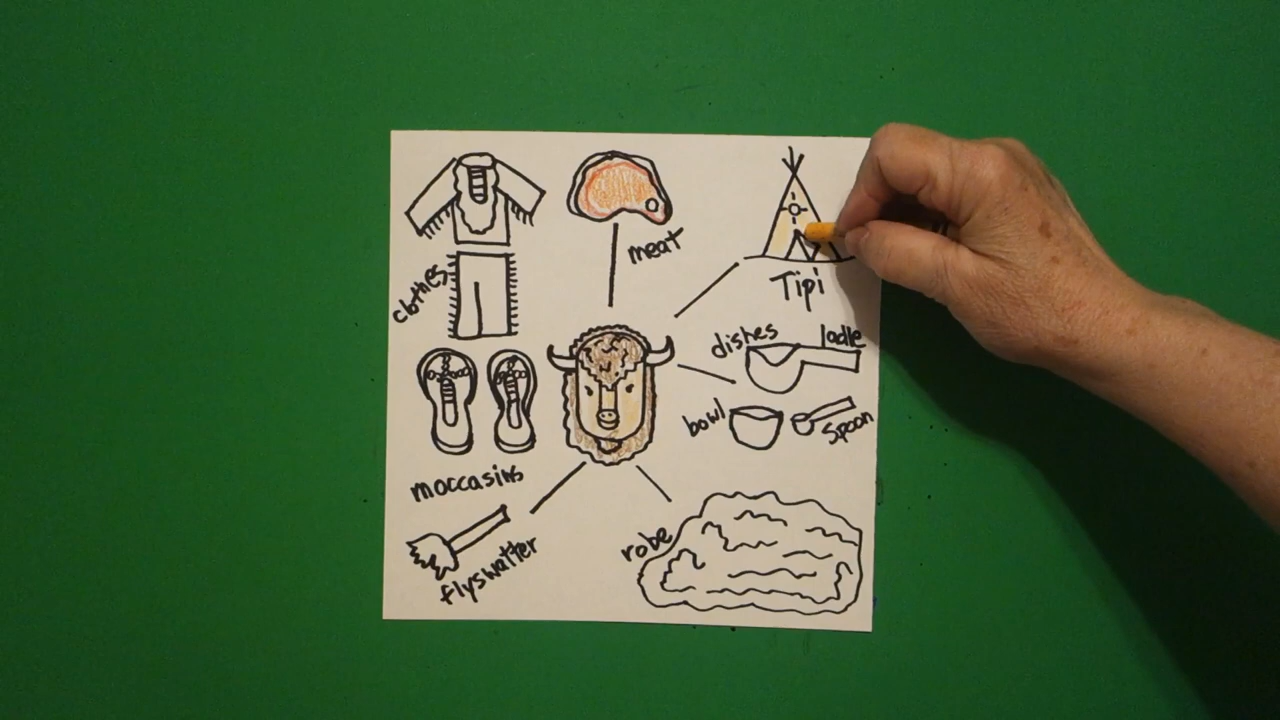 meat
Tipi
clothes
dishes
ladle
bowl
spoon
moccasins
robe
flyswatter